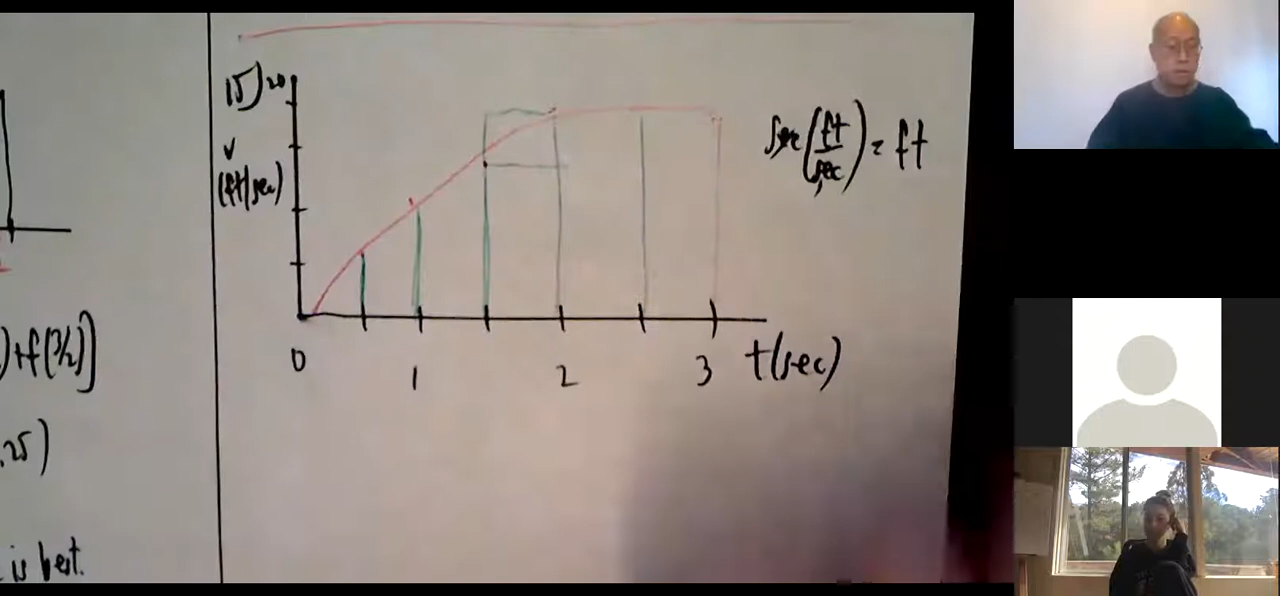 15) 20
v
(ft/sec)
sec(ft/sec) = ft
0 1 2 3 t(sec)
)+f(3/2)]
.25)
is best.